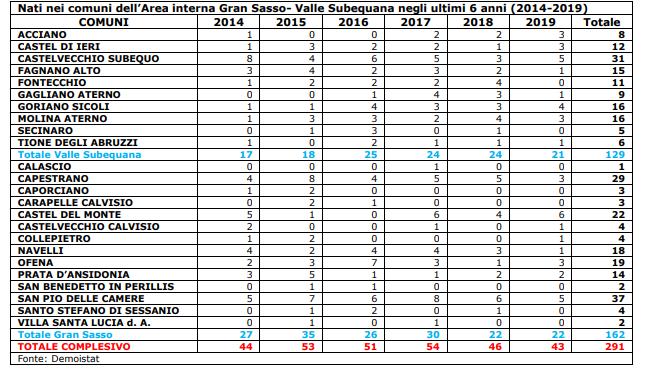 Nati nei comuni dell’Area interna Gran Sasso- Valle Subequana negli ultimi 6 anni (2014-2019)
COMUNI 2014 2015 2016 2017 2018 2019 Totale
ACCIANO 1 0 0 2 2 3 8
CASTEL DI IERI 1 3 2 2 1 3 12
CASTELVECCHIO SUBEQUO 8 4 6 5 3 5 31
FAGNANO ALTO 3 4 2 3 2 1 15
FONTECCHIO 1 2 2 2 4 0 11
GAGLIANO ATERNO 0 0 1 4 3 1 9
GORIANO SICOLI 1 1 4 3 3 4 16
MOLINA ATERNO 1 3 3 2 4 3 16
SECINARO 0 1 3 0 1 0 5
TIONE DEGLI ABRUZZI 1 0 2 1 1 1 6
Totale Valle Subequana 17 18 25 24 24 21 129
CALASCIO 0 0 0 1 0 0 1
CAPESTRANO 4 8 4 5 5 3 29
CAPORCIANO 1 2 0 0 0 0 3
CARAPELLE CALVISIO 0 2 1 0 0 0 3
CASTEL DEL MONTE 5 1 0 6 4 6 22
CASTELVECCHIO CALVISIO 2 0 0 1 0 1 4
COLLEPIETRO 1 2 0 0 0 1 4
NAVELLI 4 2 4 4 3 1 18
OFENA 2 3 7 3 1 3 19
PRATA D’ANSIDONIA 3 5 1 1 2 2 14
SAN BENEDETTO IN PERILLIS 0 1 1 0 0 0 2
SAN PIO DELLE CAMERE 5 7 6 8 6 5 37
SANTO STEFANO DI SESSANIO 0 1 2 0 1 0 4
VILLA SANTA LUCIA d. A. 0 1 0 1 0 0 2
Totale Gran Sasso 27 35 26 30 22 22 162
TOTALE COMPLESIVO 44 53 51 54 46 43 291
Fonte: Demoistat